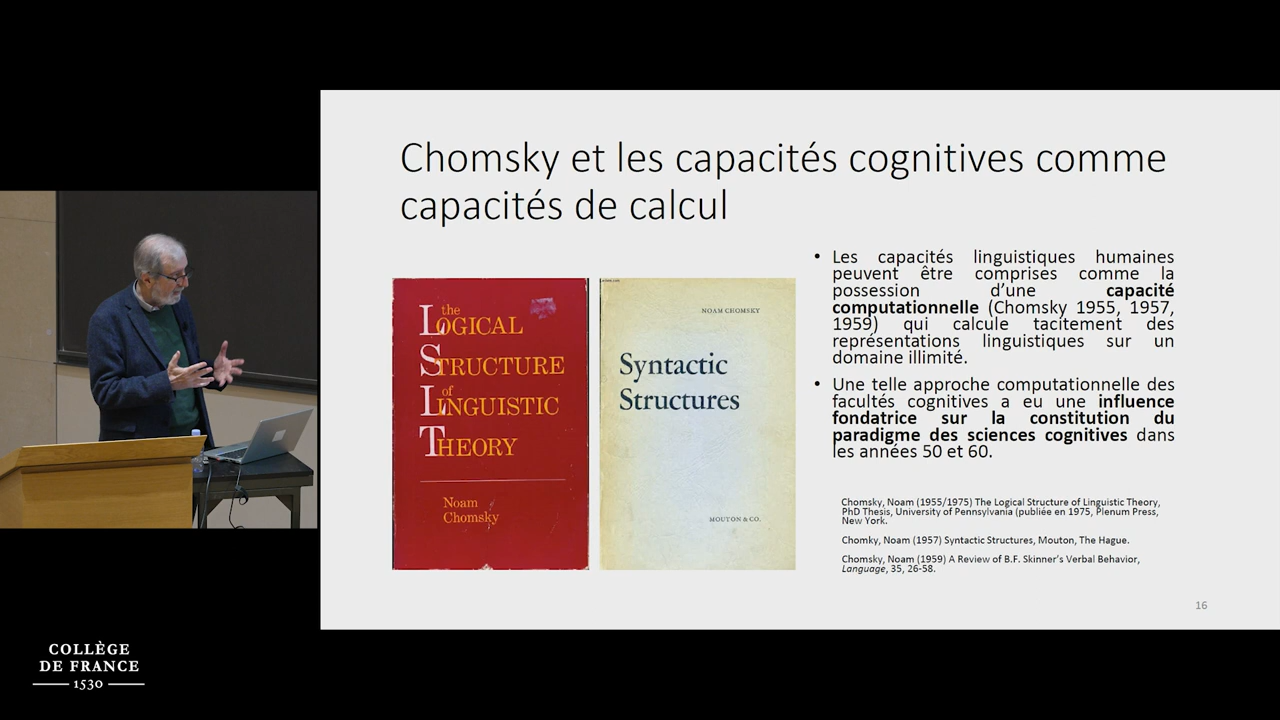 Chomsky et les capacités cognitives comme
capacités de calcul
the
LOGICAL
STRUCTURE
of
LINGUISTIC
THEORY
Noam
Chomsky
NOAM CHOMSKY
Syntactic
Structures
MOUTON & CO.
• Les capacités linguistiques humaines
peuvent être comprises comme la
possession d'une capacité
computationnelle (Chomsky 1955, 1957,
1959) qui calcule tacitement des
représentations linguistiques sur un
domaine illimité.
• Une telle approche computationnelle des
facultés cognitives a eu une influence
fondatrice sur la constitution du
paradigme des sciences cognitives dans
les années 50 et 60.
Chomsky, Noam (1955/1975) The Logical Structure of Linguistic Theory,
PhD Thesis, University of Pennsylvania (publiée en 1975, Plenum Press,
New York.
Chomky, Noam (1957) Syntactic Structures, Mouton, The Hague.
Chomsky, Noam (1959) A Review of B.F. Skinner's Verbal Behavior,
Language, 35, 26-58.
16
COLLÈGE
DE FRANCE
1530